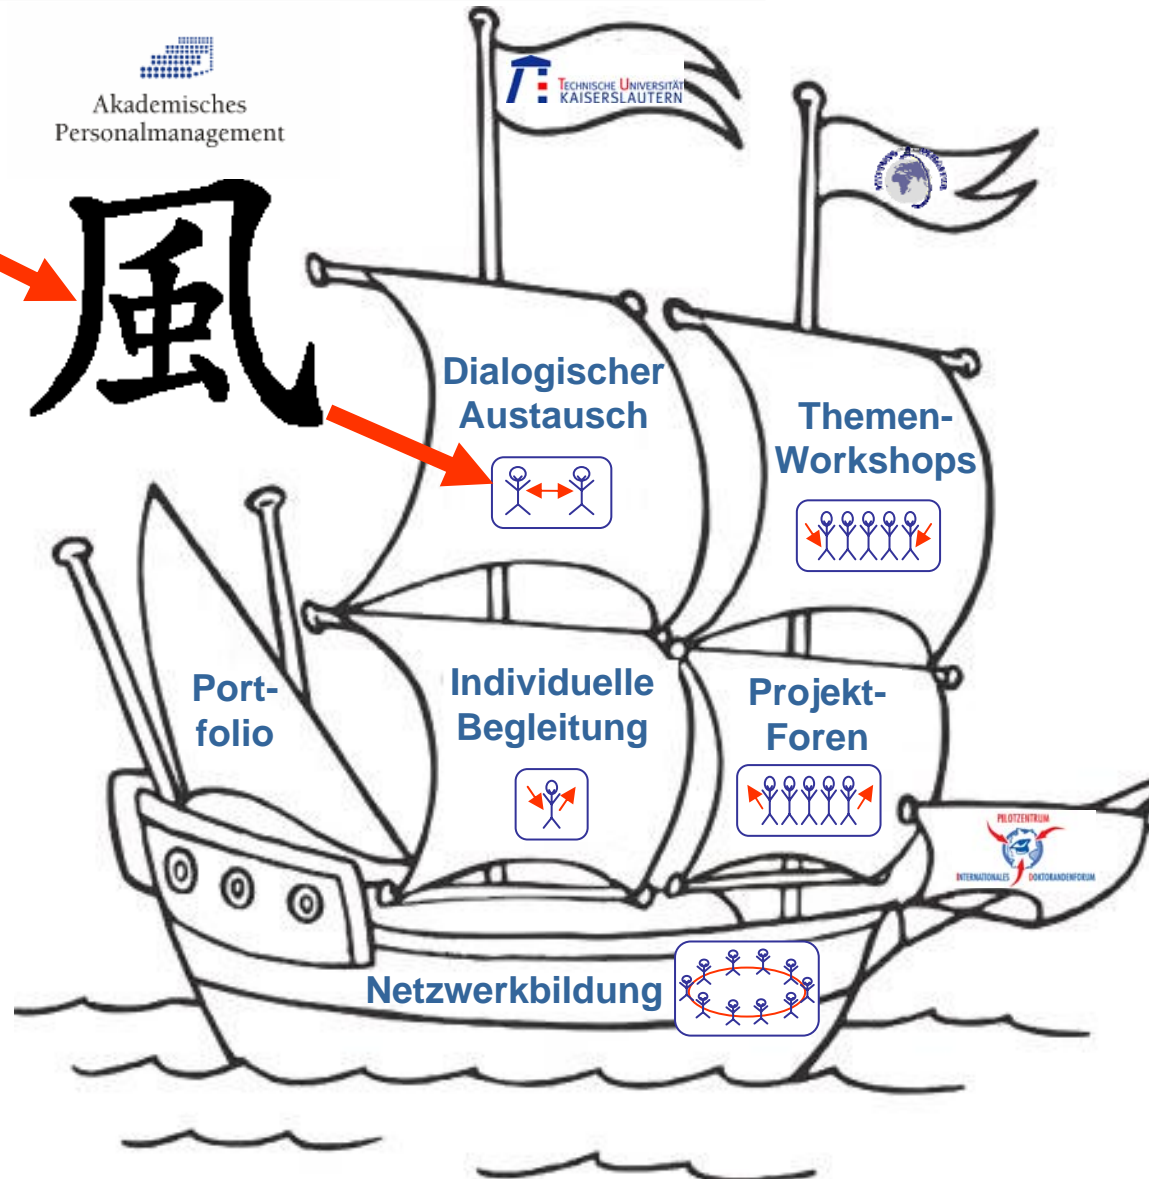 Akademisches
Personalmanagement
TECHNISCHE UNIVERSITÄT
KAISERSLAUTERN
風
Dialogischer
Austausch
Themen-
Workshops
Port-
folio
Individuelle
Begleitung
Projekt-
Foren
PILOTZENTRUM
INTERNATIONALES DOKTORANDENFORUM
Netzwerkbildung